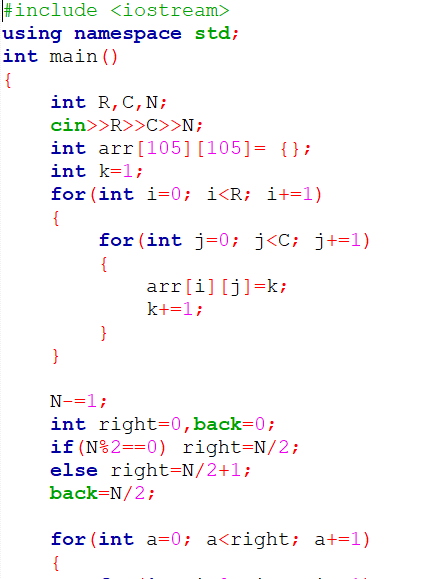 #include <iostream>
using namespace std;
int main()
{
    int R,C,N;
    cin>>R>>C>>N;
    int arr[105][105]= {};
    int k=1;
    for(int i=0; i<R; i+=1)
    {
        for(int j=0; j<C; j+=1)
        {
            arr[i][j]=k;
            k+=1;
        }
    }

    N-=1;
    int right=0,back=0;
    if(N%2==0) right=N/2;
    else right=N/2+1;
    back=N/2;

    for(int a=0; a<right; a+=1)
    {